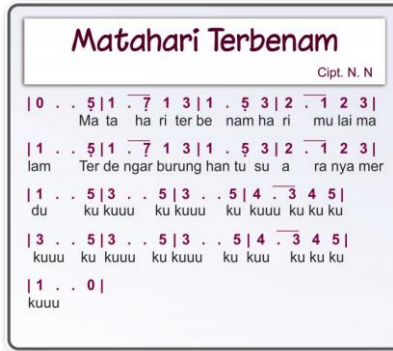 Matahari Terbenam
Cipt. N. N
|0 . . 5̣|1 . 7̣ 1 3|1 . 5̣ 3|2 . 1 2 3|
Ma ta ha ri ter be nam ha ri mu lai ma
|1 . . 5̣|1 . 7̣ 1 3|1 . 5̣ 3|2 . 1 2 3|
lam Ter de ngar burung han tu su a ra nya mer
|1 . . 5|3 . . 5|3 . . 5|4 . 3 4 5|
du ku kuuu ku kuuu ku kuuu ku ku ku
|3 . . 5|3 . . 5|3 . . 5|4 . 3 4 5|
kuuu ku kuuu ku kuuu ku kuu ku ku ku
|1 . . 0|
kuuu